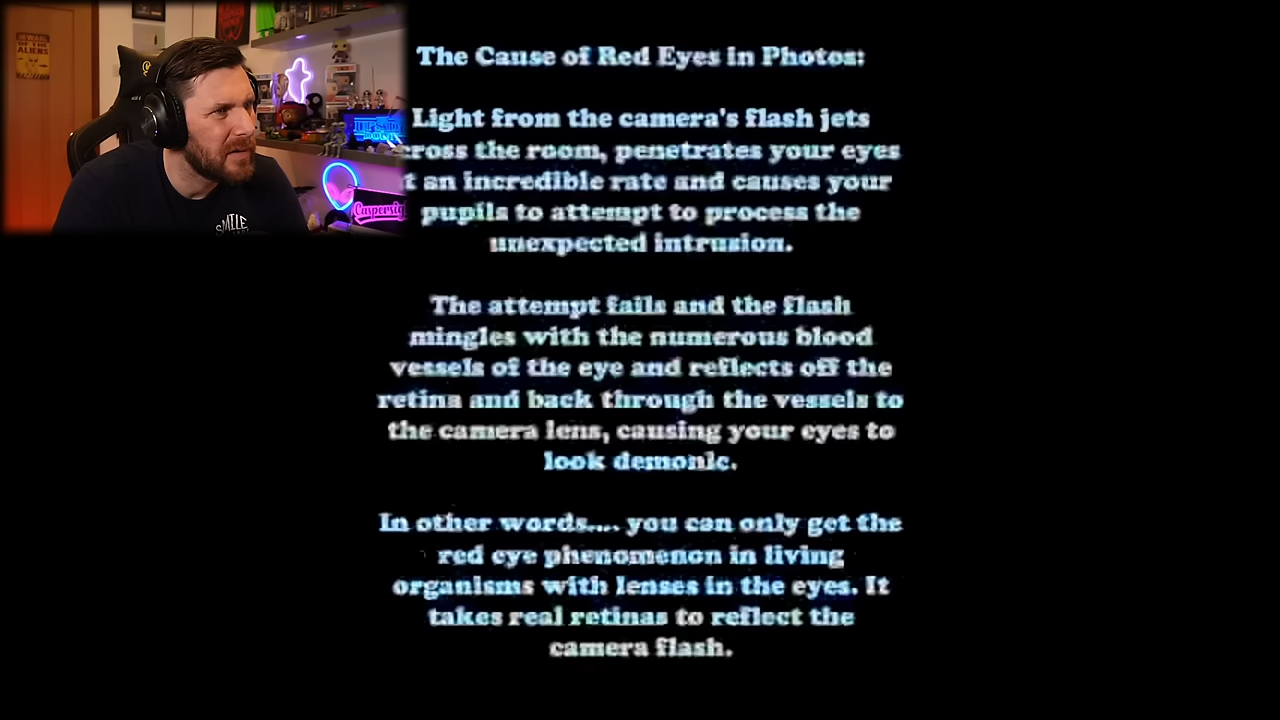 BEWARE
OF THE
ALIENS
The Cause of Red Eyes in Photos:
Light from the camera's flash jets
cross the room, penetrates your eyes
t an incredible rate and causes your
pupils to attempt to process the
unexpected intrusion.
The attempt fails and the flash
mingles with the numerous blood
vessels of the eye and reflects off the
retina and back through the vessels to
the camera lens, causing your eyes to
look demonic.
In other words.... you can only get the
red eye phenomenon in living
organisms with lenses in the eyes. It
takes real retinas to reflect the
camera flash.
SMILE